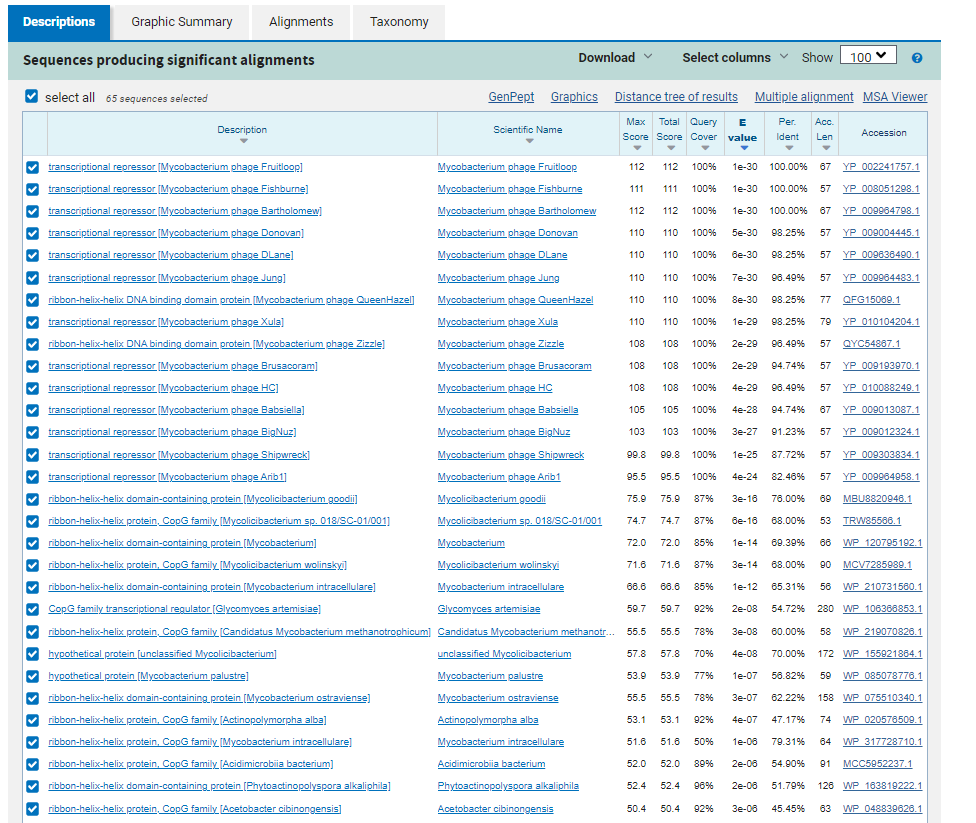 Descriptions Graphic Summary Alignments Taxonomy
Sequences producing significant alignments Download Select columns Show 100
select all 65 sequences selected GenPept Graphics Distance tree of results Multiple alignment MSA Viewer
Description Scientific Name Max Score Total Score Query Cover E value Per. Ident Acc. Len Accession
transcriptional repressor [Mycobacterium phage Fruitloop] Mycobacterium phage Fruitloop 112 112 100% 1e-30 100.00% 67 YP_002241757.1
transcriptional repressor [Mycobacterium phage Fishburne] Mycobacterium phage Fishburne 111 111 100% 1e-30 100.00% 57 YP_008051298.1
transcriptional repressor [Mycobacterium phage Bartholomew] Mycobacterium phage Bartholomew 112 112 100% 1e-30 100.00% 67 YP_009964798.1
transcriptional repressor [Mycobacterium phage Donovan] Mycobacterium phage Donovan 110 110 100% 5e-30 98.25% 57 YP_009004445.1
transcriptional repressor [Mycobacterium phage DLane] Mycobacterium phage DLane 110 110 100% 6e-30 98.25% 57 YP_009636490.1
transcriptional repressor [Mycobacterium phage Jung] Mycobacterium phage Jung 110 110 100% 7e-30 96.49% 57 YP_009964483.1
ribbon-helix-helix DNA binding domain protein [Mycobacterium phage QueenHazel] Mycobacterium phage QueenHazel 110 110 100% 8e-30 98.25% 77 QFG15069.1
transcriptional repressor [Mycobacterium phage Xula] Mycobacterium phage Xula 110 110 100% 1e-29 98.25% 79 YP_010104204.1
ribbon-helix-helix DNA binding domain protein [Mycobacterium phage Zizzle] Mycobacterium phage Zizzle 108 108 100% 2e-29 96.49% 57 QYC54867.1
transcriptional repressor [Mycobacterium phage Brusacoram] Mycobacterium phage Brusacoram 108 108 100% 2e-29 94.74% 57 YP_009193970.1
transcriptional repressor [Mycobacterium phage HC] Mycobacterium phage HC 108 108 100% 4e-29 96.49% 57 YP_010088249.1
transcriptional repressor [Mycobacterium phage Babsiella] Mycobacterium phage Babsiella 105 105 100% 4e-28 94.74% 67 YP_009013087.1
transcriptional repressor [Mycobacterium phage BigNuz] Mycobacterium phage BigNuz 103 103 100% 3e-27 91.23% 57 YP_009012324.1
transcriptional repressor [Mycobacterium phage Shipwreck] Mycobacterium phage Shipwreck 99.8 99.8 100% 1e-25 87.72% 57 YP_009303834.1
transcriptional repressor [Mycobacterium phage Arib1] Mycobacterium phage Arib1 95.5 95.5 100% 4e-24 82.46% 57 YP_009964958.1
ribbon-helix-helix domain-containing protein [Mycolicibacterium goodii] Mycolicibacterium goodii 75.9 75.9 87% 3e-16 76.00% 69 MBU8820946.1
ribbon-helix-helix protein, CopG family [Mycolicibacterium sp. 018/SC-01/001] Mycolicibacterium sp. 018/SC-01/001 74.7 74.7 87% 6e-16 68.00% 53 TRW85566.1
ribbon-helix-helix domain-containing protein [Mycobacterium] Mycobacterium 72.0 72.0 85% 1e-14 69.39% 66 WP_120795192.1
ribbon-helix-helix protein, CopG family [Mycolicibacterium wolinskyi] Mycolicibacterium wolinskyi 71.6 71.6 87% 3e-14 68.00% 90 MCV7285989.1
ribbon-helix-helix domain-containing protein [Mycobacterium intracellulare] Mycobacterium intracellulare 66.6 66.6 85% 1e-12 65.31% 56 WP_210731560.1
CopG family transcriptional regulator [Glycomyces artemisiae] Glycomyces artemisiae 59.7 59.7 92% 2e-08 54.72% 280 WP_106366853.1
ribbon-helix-helix protein, CopG family [Candidatus Mycobacterium methanotrophicum] Candidatus Mycobacterium methanotr... 55.5 55.5 78% 3e-08 60.00% 58 WP_219070826.1
hypothetical protein [unclassified Mycolicibacterium] unclassified Mycolicibacterium 57.8 57.8 70% 4e-08 70.00% 172 WP_155921864.1
hypothetical protein [Mycobacterium palustre] Mycobacterium palustre 53.9 53.9 77% 1e-07 56.82% 59 WP_085078776.1
ribbon-helix-helix domain-containing protein [Mycobacterium ostraviense] Mycobacterium ostraviense 55.5 55.5 78% 3e-07 62.22% 158 WP_075510340.1
ribbon-helix-helix protein, CopG family [Actinopolymorpha alba] Actinopolymorpha alba 53.1 53.1 92% 4e-07 47.17% 74 WP_020576509.1
ribbon-helix-helix protein, CopG family [Mycobacterium intracellulare] Mycobacterium intracellulare 51.6 51.6 50% 1e-06 79.31% 64 WP_317728710.1
ribbon-helix-helix protein, CopG family [Acidimicrobiia bacterium] Acidimicrobiia bacterium 52.0 52.0 89% 2e-06 54.90% 91 MCC5952237.1
ribbon-helix-helix domain-containing protein [Phytoactinopolyspora alkaliphila] Phytoactinopolyspora alkaliphila 52.4 52.4 96% 2e-06 51.79% 126 WP_163819222.1
ribbon-helix-helix protein, CopG family [Acetobacter cibinongensis] Acetobacter cibinongensis 50.4 50.4 92% 3e-06 45.45% 63 WP_048839626.1